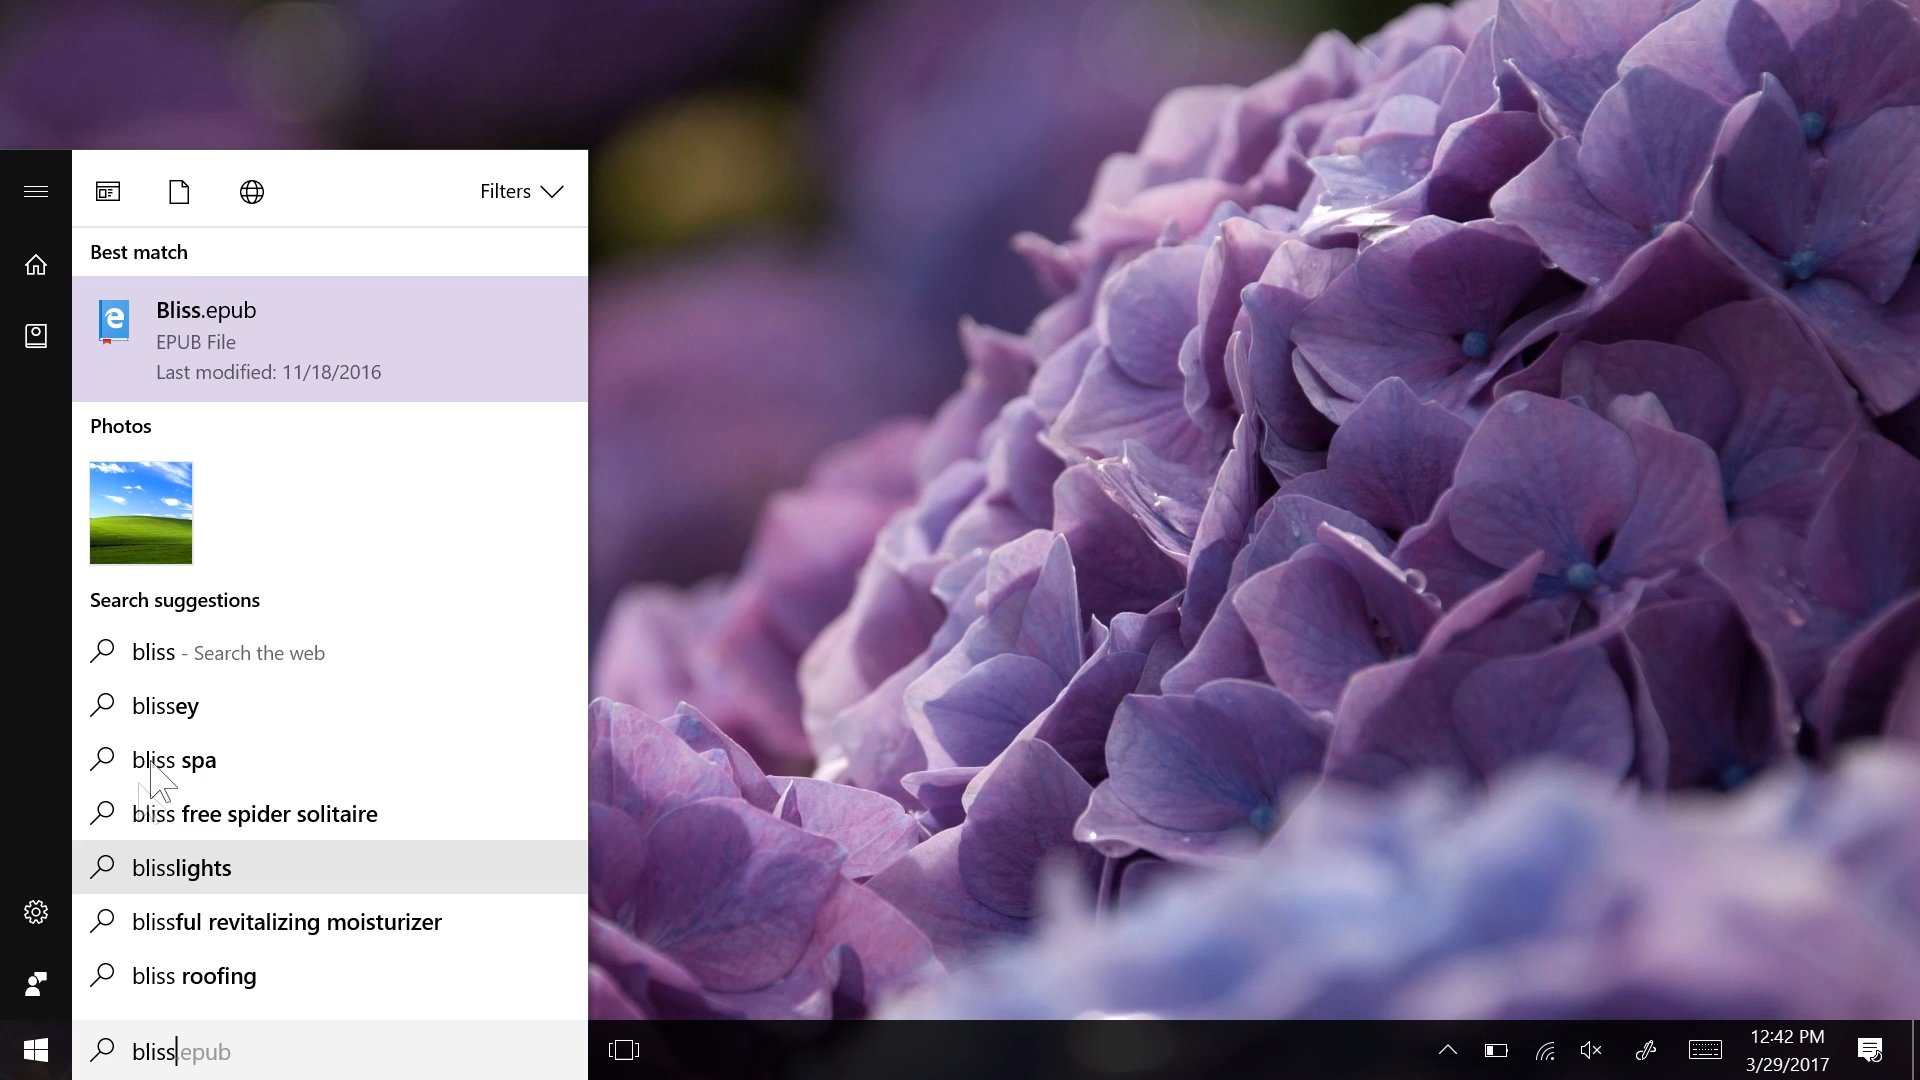 Filters
Best match
Bliss.epub
EPUB File
Last modified: 11/18/2016
Photos
Search suggestions
bliss - Search the web
blissey
bliss spa
bliss free spider solitaire
blisslights
blissful revitalizing moisturizer
bliss roofing
bliss.epub
12:42 PM
3/29/2017